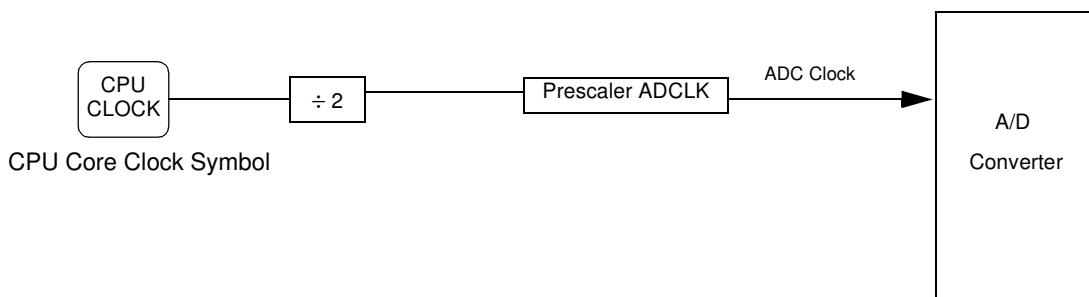 CPU
CLOCK
÷ 2
Prescaler ADCLK
ADC Clock
A/D
Converter
CPU Core Clock Symbol